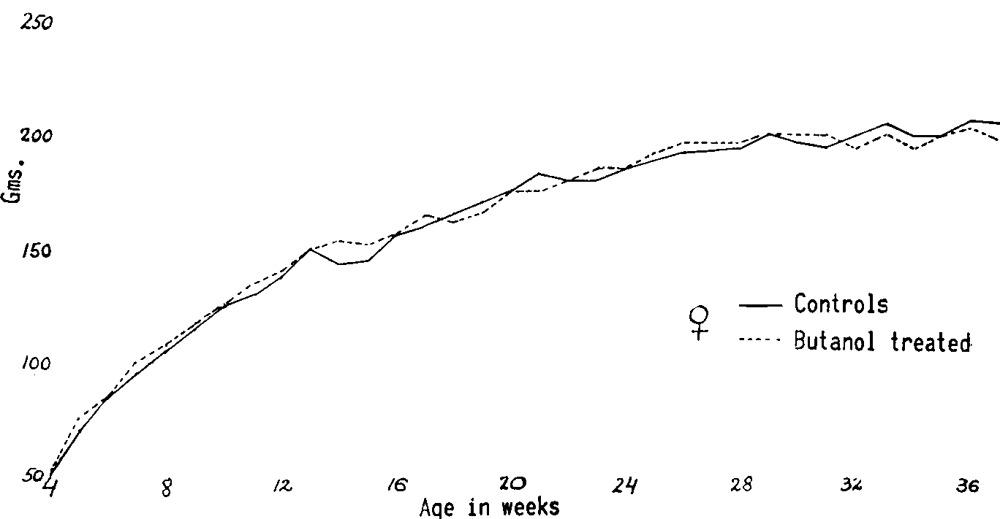 250
200
Gms.
150
♀ Controls
Butanol treated
100
50
4 8 12 16 20 24 28 32 36
Age in weeks